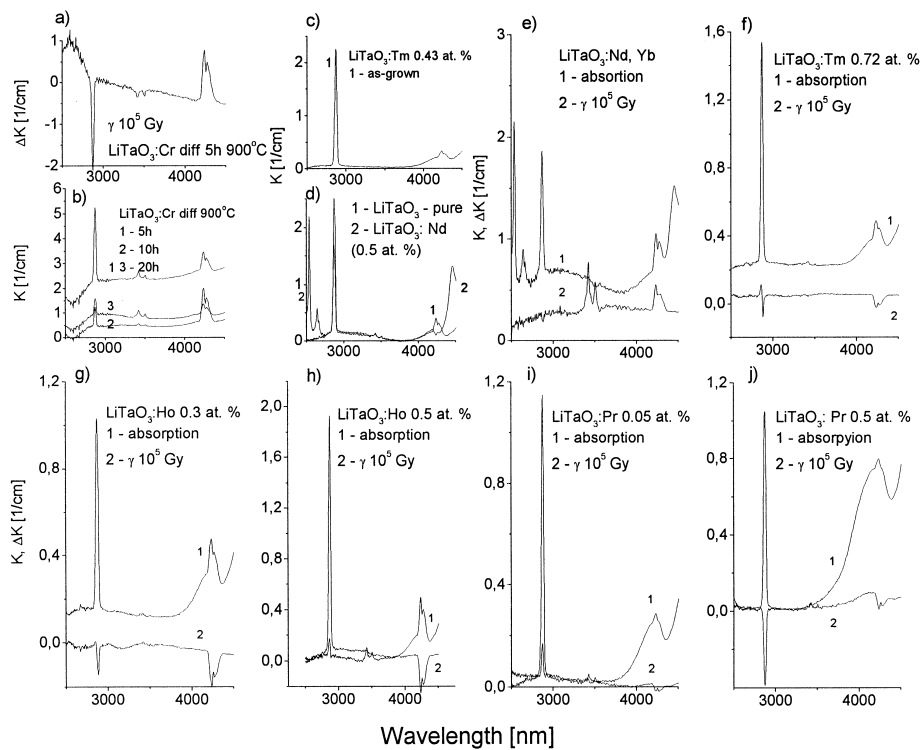 a)
ΔK [1/cm]
1
0
-1
-2
γ 10⁵ Gy
LiTaO₃:Cr diff 5h 900°C
3000
4000
b)
K [1/cm]
6
5
4
3
2
1
0
LiTaO₃:Cr diff 900°C
1 - 5h
2 - 10h
1 3 - 20h
3
2
3000
4000
c)
K [1/cm]
2
1
0
1
LiTaO₃:Tm 0.43 at. %
1 - as-grown
3000
4000
d)
2
1
0
1 - LiTaO₃ - pure
2 - LiTaO₃: Nd
(0.5 at. %)
1
2
3000
4000
e)
K, ΔK [1/cm]
3
2
1
0
LiTaO₃:Nd, Yb
1 - absortion
2 - γ 10⁵ Gy
1
2
3000
4000
f)
1,6
1,2
0,8
0,4
0,0
LiTaO₃:Tm 0.72 at. %
1 - absorption
2 - γ 10⁵ Gy
1
2
3000
4000
g)
K, ΔK [1/cm]
1,2
0,8
0,4
0,0
LiTaO₃:Ho 0.3 at. %
1 - absorption
2 - γ 10⁵ Gy
1
2
3000
4000
h)
2,0
1,6
1,2
0,8
0,4
0,0
LiTaO₃:Ho 0.5 at. %
1 - absorpyion
2 - γ 10⁵ Gy
1
2
3000
4000
i)
1,2
0,8
0,4
0,0
LiTaO₃:Pr 0.05 at. %
1 - absorption
2 - γ 10⁵ Gy
1
2
3000
4000
j)
1,2
0,8
0,4
0,0
LiTaO₃: Pr 0.5 at. %
1 - absorpyion
2 - γ 10⁵ Gy
1
2
3000
4000
Wavelength [nm]